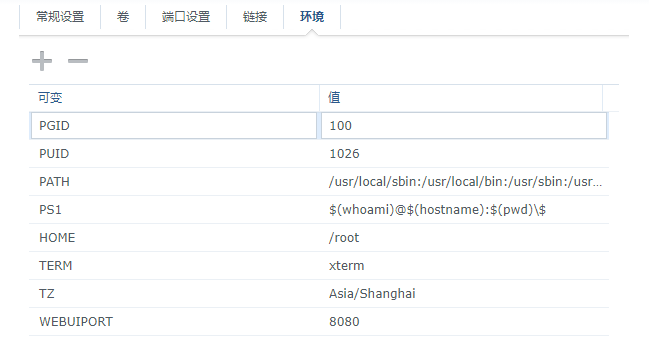 常规设置 卷 端口设置 链接 环境
可变 值
PGID 100
PUID 1026
PATH /usr/local/sbin:/usr/local/bin:/usr/sbin:/usr...
PS1 $(whoami)@$(hostname):$(pwd)\$
HOME /root
TERM xterm
TZ Asia/Shanghai
WEBUIPORT 8080